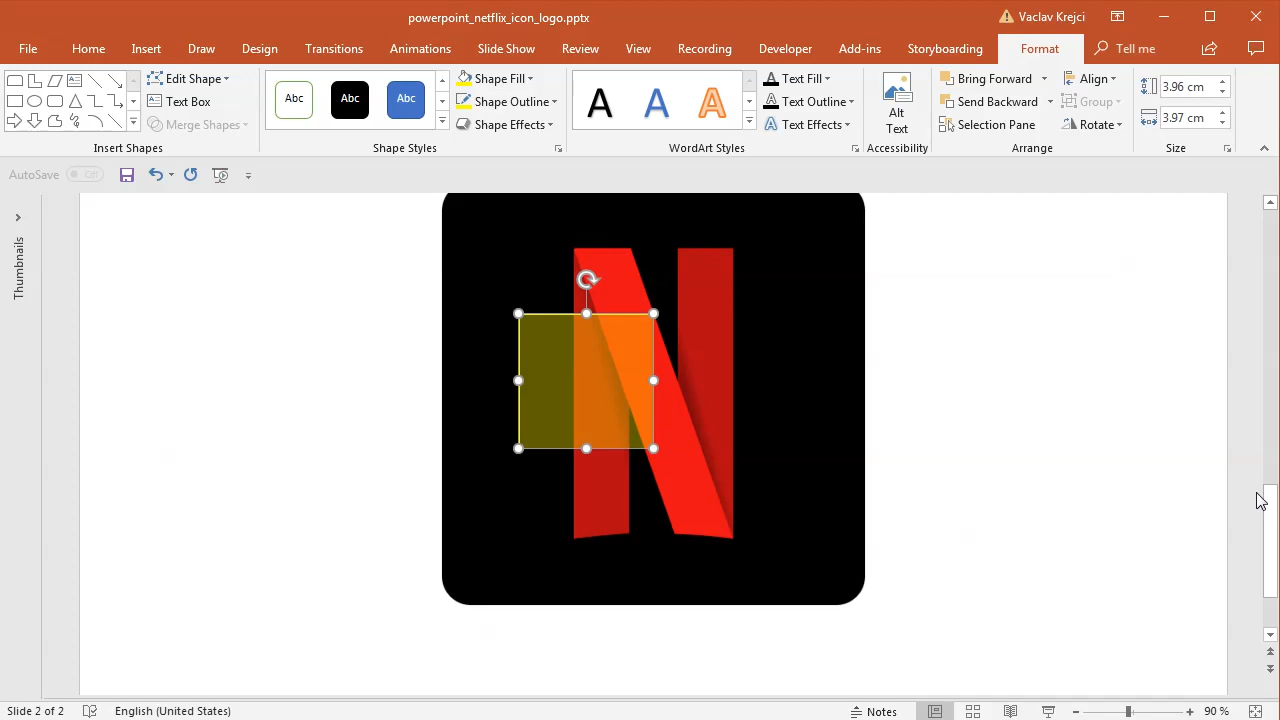 powerpoint_netflix_icon_logo.pptx
Vaclav Krejci
File Home Insert Draw Design Transitions Animations Slide Show Review View Recording Developer Add-ins Storyboarding Format Tell me
Edit Shape
Text Box
Merge Shapes
Insert Shapes
Abc Abc Abc
Shape Fill
Shape Outline
Shape Effects
Shape Styles
A A A
Text Fill
Text Outline
Text Effects
WordArt Styles
Alt
Text
Accessibility
Bring Forward
Send Backward
Selection Pane
Align
Group
Rotate
Arrange
3.96 cm
3.97 cm
Size
AutoSave Off
Thumbnails
N
Slide 2 of 2 English (United States) Notes 90 %